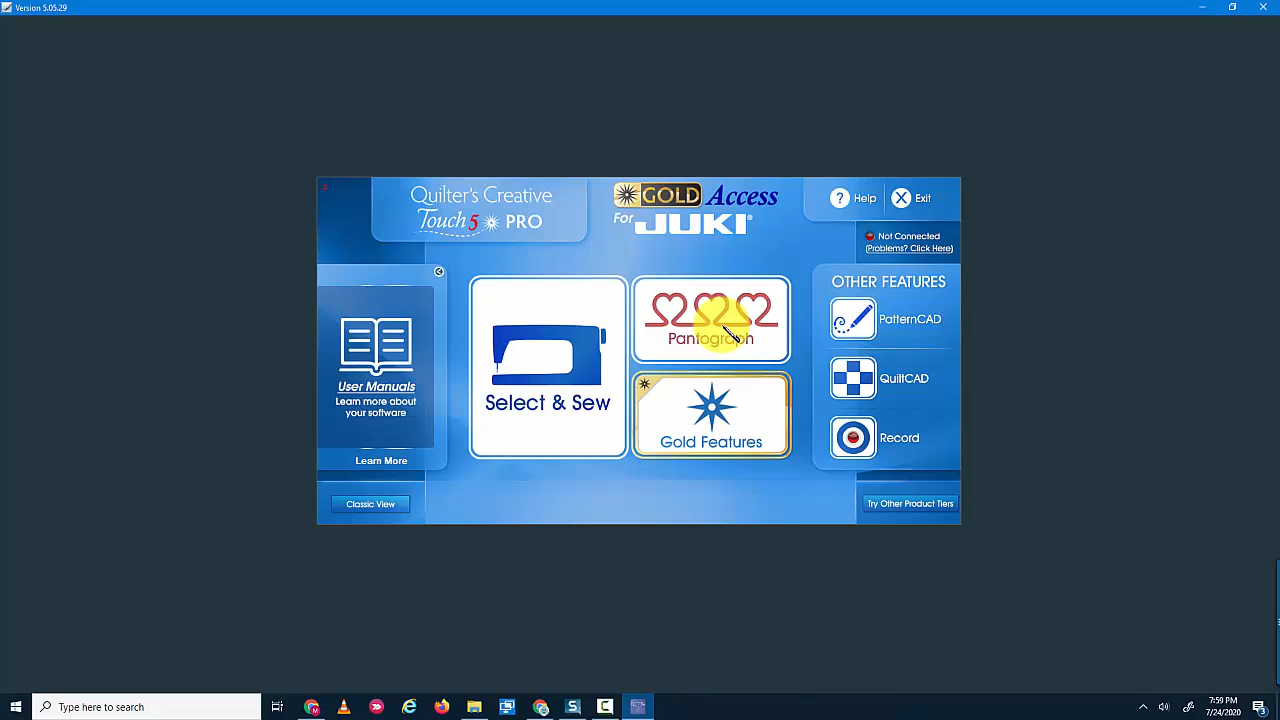 Version 5.05.29
Quilter's Creative
Touch 5 PRO
GOLD Access
For JUKI®
? Help
X Exit
Not Connected
(Problems? Click Here)
User Manuals
Learn more about
your software
Learn More
Classic View
Select & Sew
Pantograph
Gold Features
OTHER FEATURES
PatternCAD
QuiltCAD
Record
Try Other Product Tiers
Type here to search
7:59 PM
7/24/2020